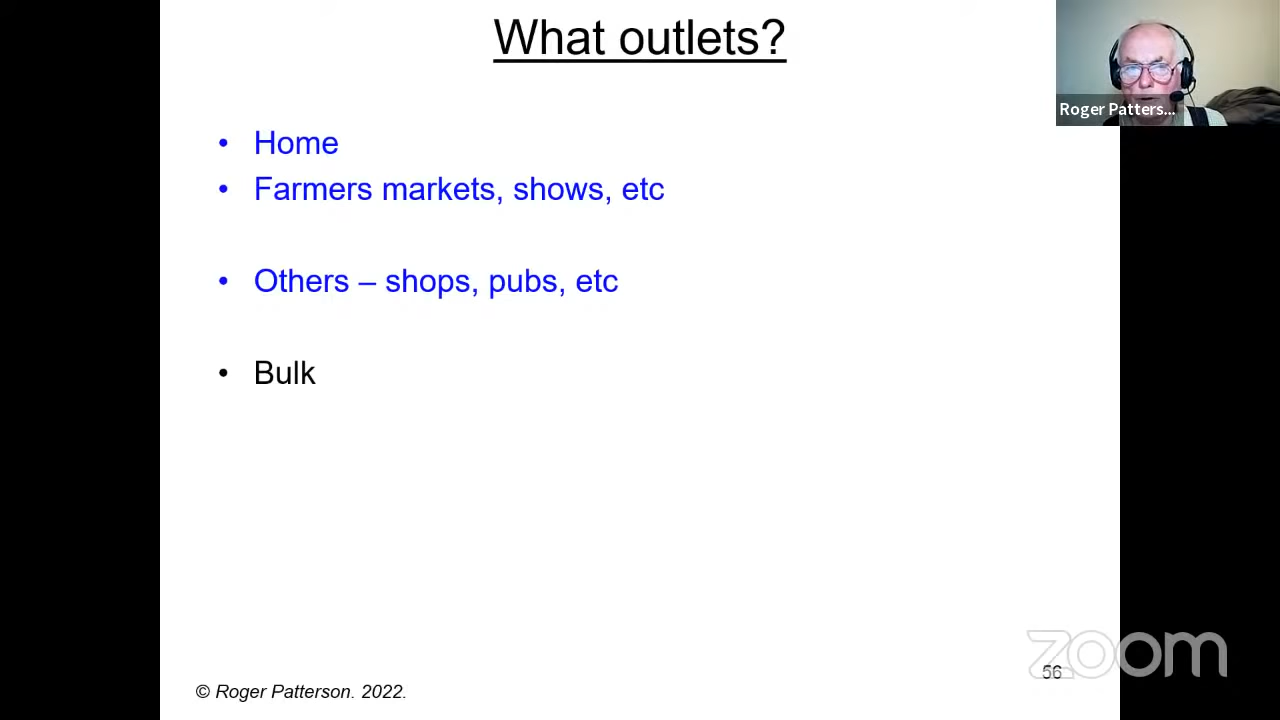 What outlets?
Roger Patters...
• Home
• Farmers markets, shows, etc
• Others – shops, pubs, etc
• Bulk
zoom
56
© Roger Patterson. 2022.